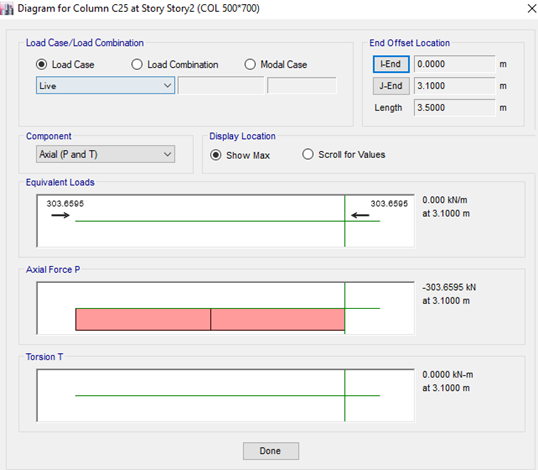 Diagram for Column C25 at Story Story2 (COL 500*700)
Load Case/Load Combination
Load Case Load Combination Modal Case
Live
End Offset Location
I-End 0.0000 m
J-End 3.1000 m
Length 3.5000 m
Component
Axial (P and T)
Display Location
Show Max Scroll for Values
Equivalent Loads
303.6595 303.6595
0.000 kN/m
at 3.1000 m
Axial Force P
-303.6595 kN
at 3.1000 m
Torsion T
0.0000 kN-m
at 3.1000 m
Done